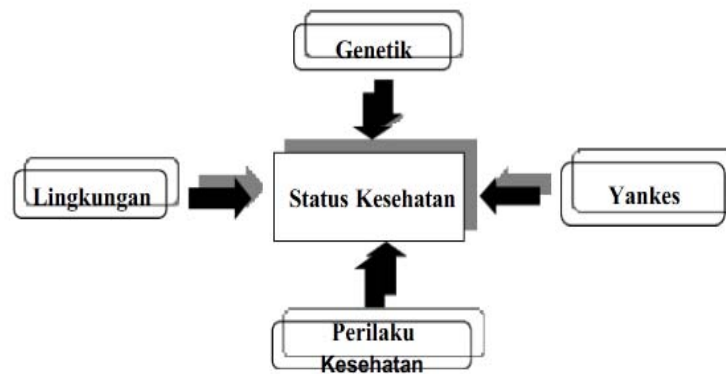 Genetik
Lingkungan
Status Kesehatan
Yankes
Perilaku
Kesehatan